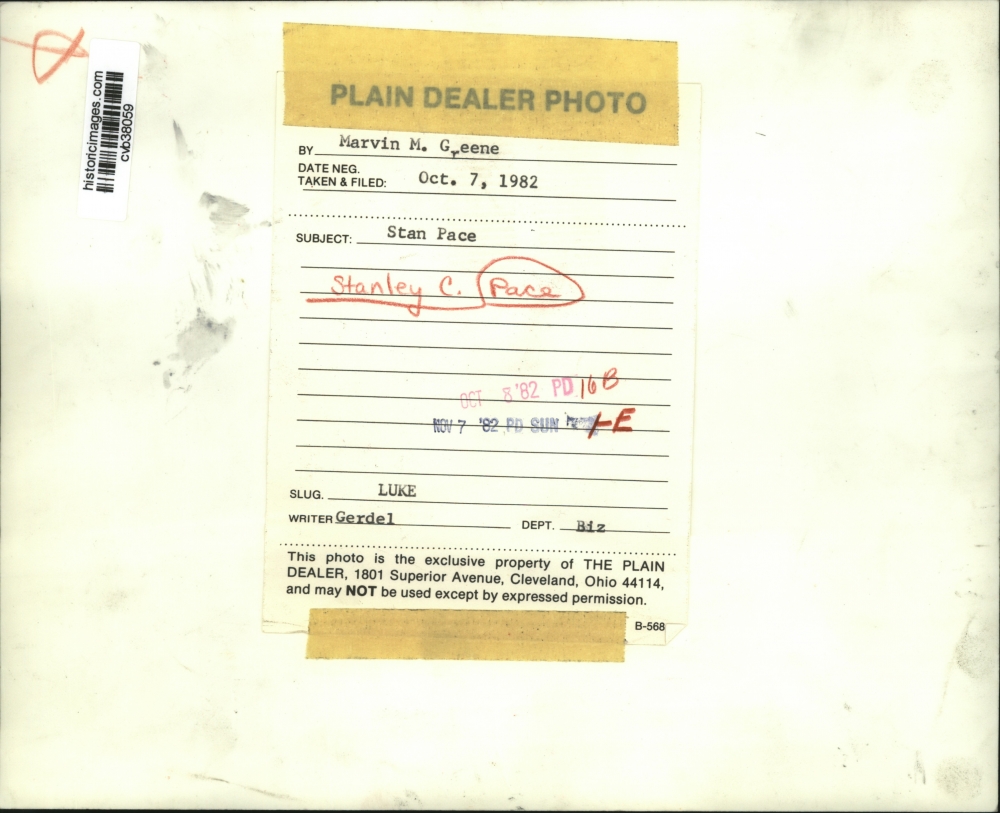 historicimages.com
cvb38059
PLAIN DEALER PHOTO
BY Marvin M. Greene
DATE NEG.
TAKEN & FILED: Oct. 7, 1982
SUBJECT: Stan Pace
Stanley C. Pace
OCT 8 '82 PD 16B
NOV 7 '82 PD SUN 1-E
SLUG. LUKE
WRITER Gerdel DEPT. Biz
This photo is the exclusive property of THE PLAIN
DEALER, 1801 Superior Avenue, Cleveland, Ohio 44114,
and may NOT be used except by expressed permission.
B-568